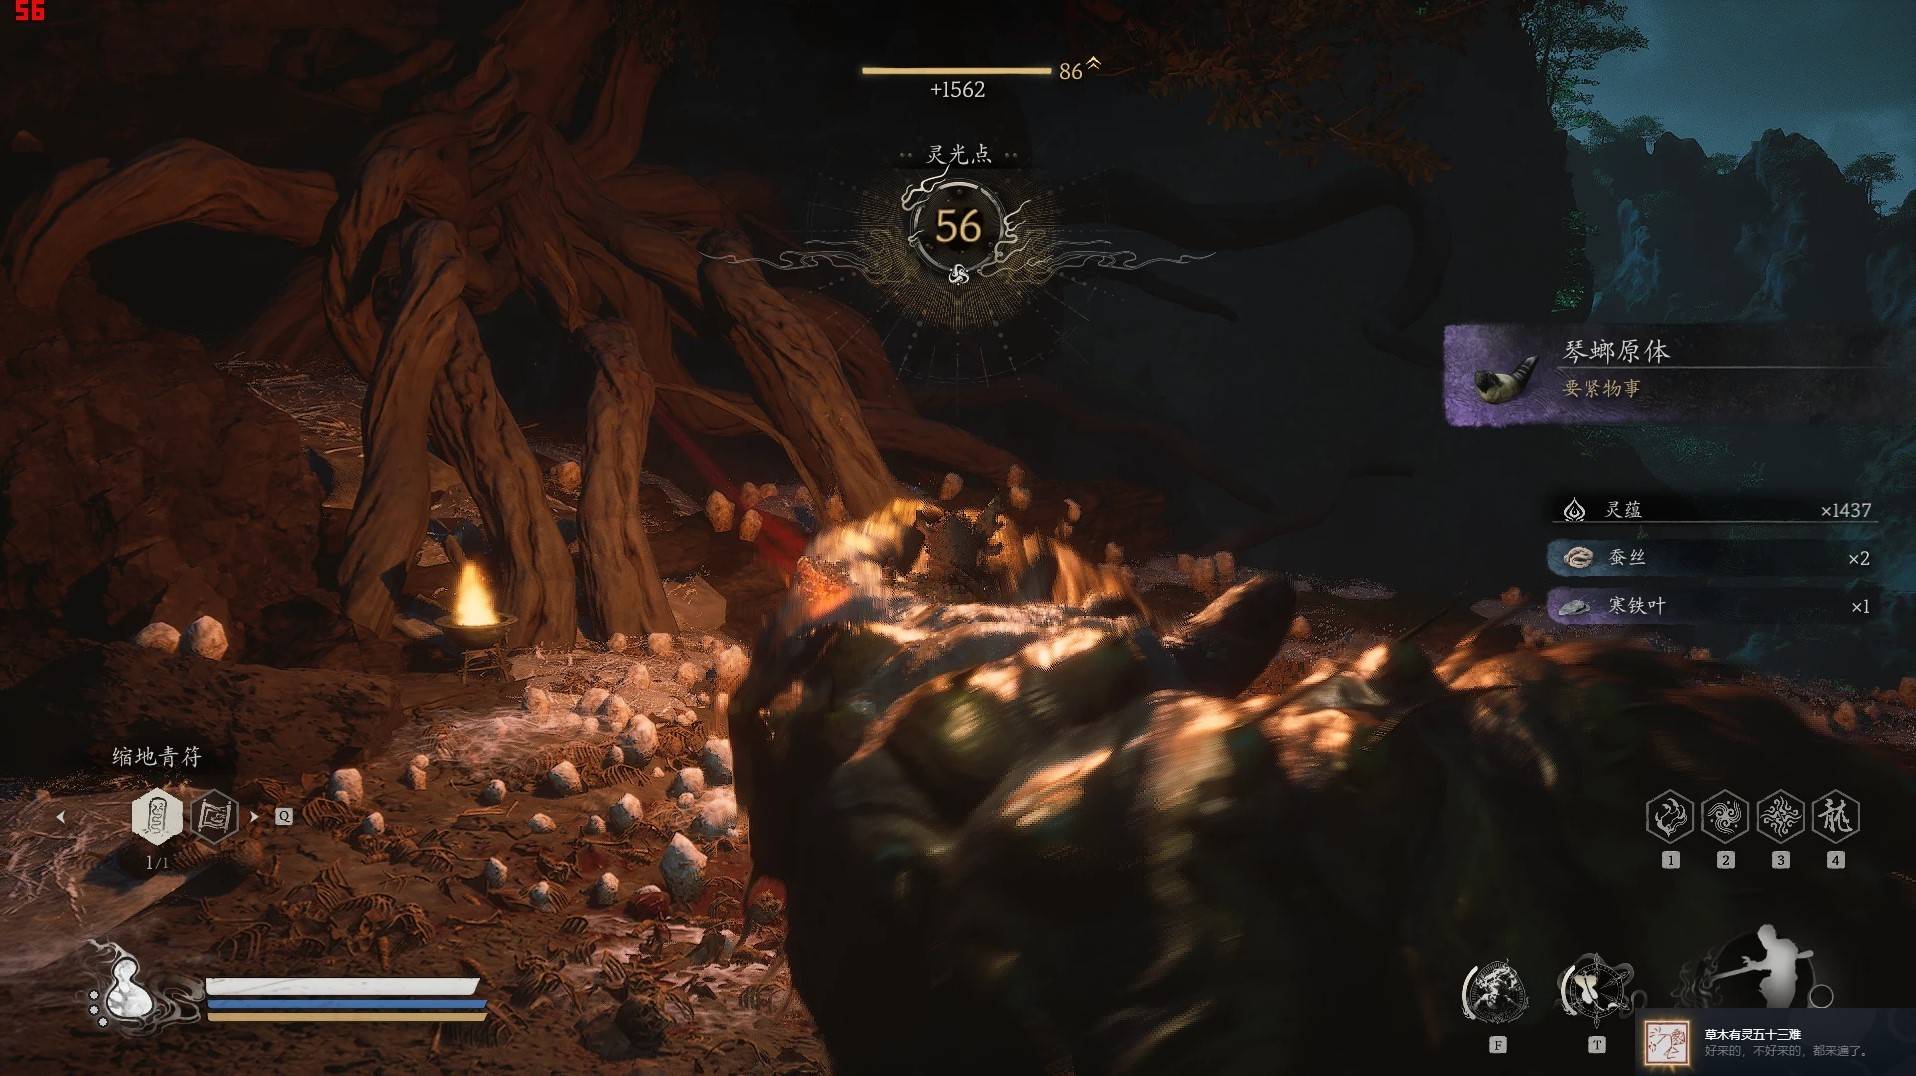 56
86
+1562
灵光点
56
琴螂原体
要紧物事
灵蕴 ×1437
蚕丝 ×2
寒铁叶 ×1
缩地青符
Q
1/1
龍
1 2 3 4
F T
草木有灵五十三难
好来的，不好来的，都来遍了。